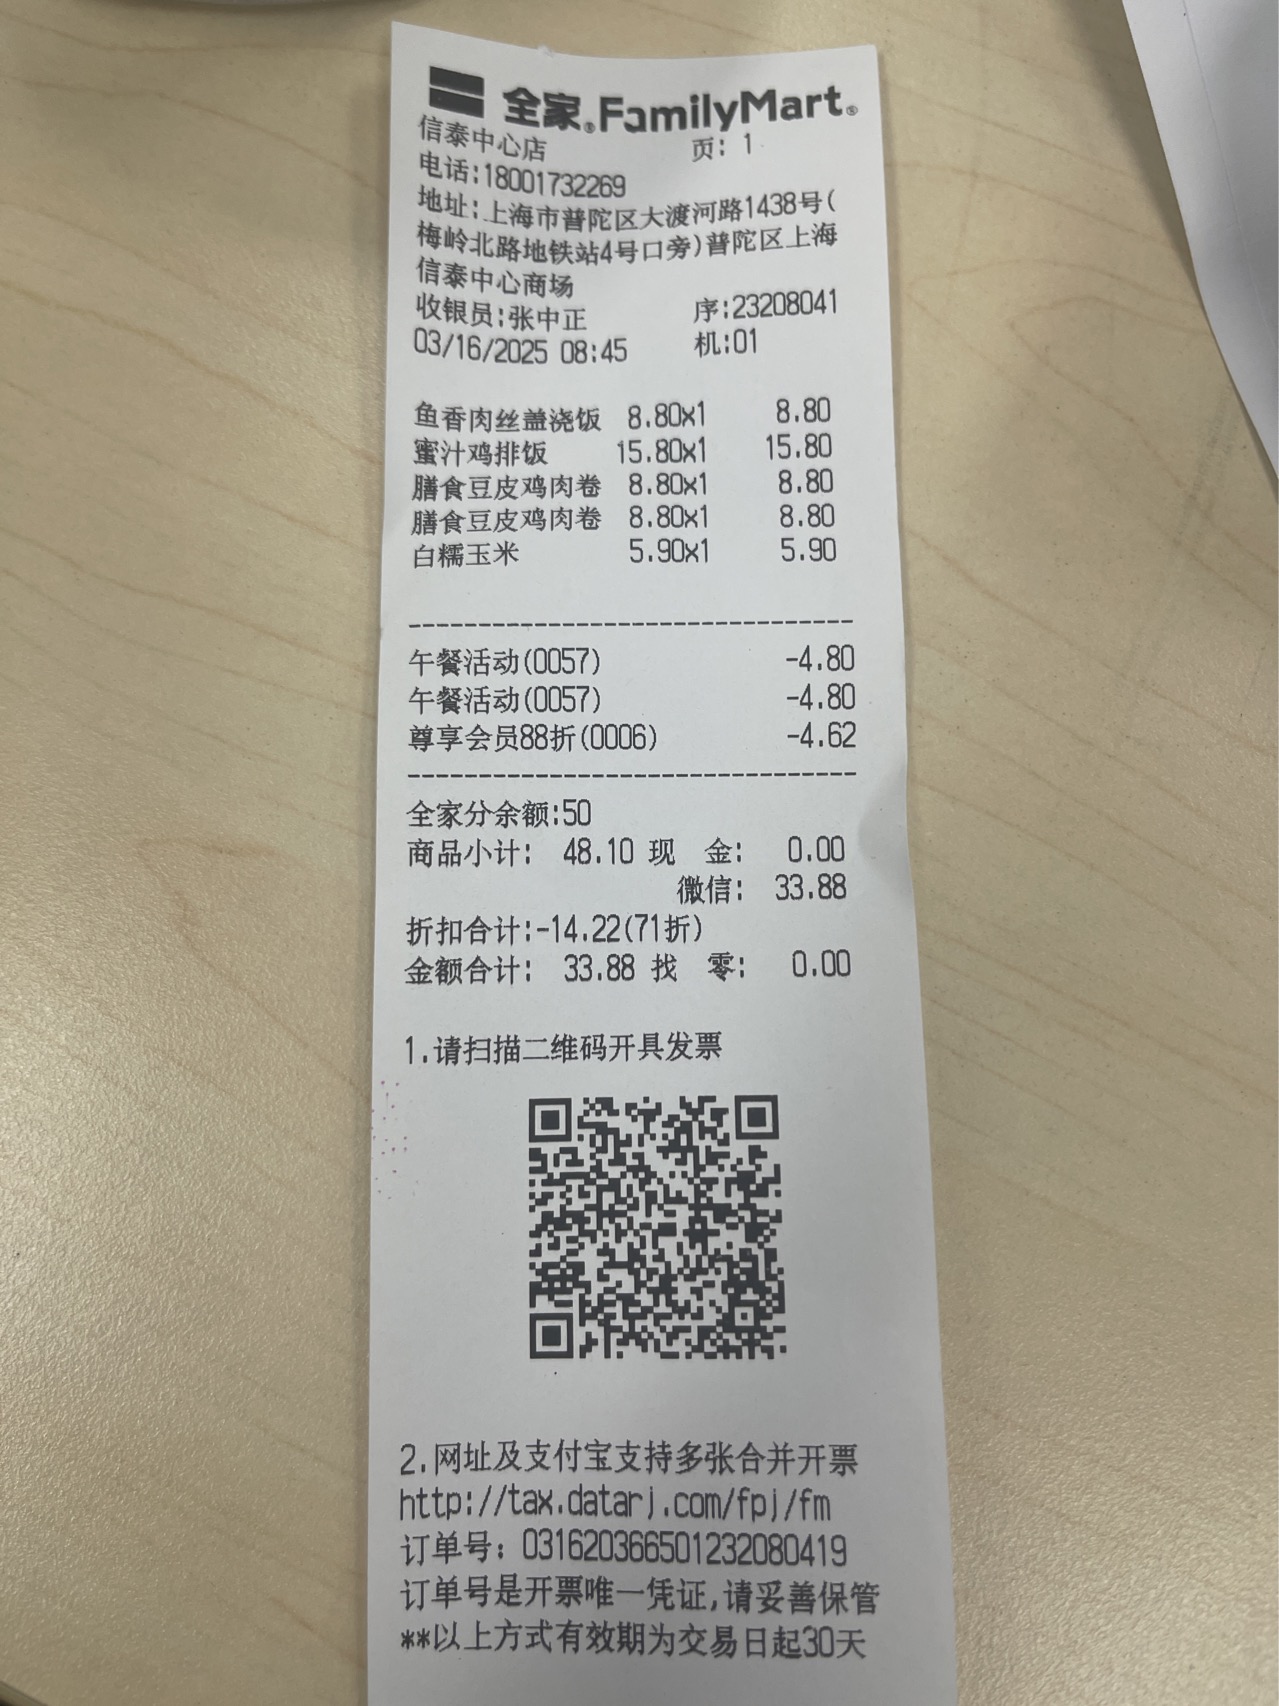 全家®FamilyMart®
信泰中心店 页: 1
电话:18001732269
地址:上海市普陀区大渡河路1438号(
梅岭北路地铁站4号口旁)普陀区上海
信泰中心商场
收银员:张中正 序:23208041
03/16/2025 08:45 机:01
鱼香肉丝盖浇饭 8.80x1 8.80
蜜汁鸡排饭 15.80x1 15.80
膳食豆皮鸡肉卷 8.80x1 8.80
膳食豆皮鸡肉卷 8.80x1 8.80
白糯玉米 5.90x1 5.90
--------------------------------
午餐活动(0057) -4.80
午餐活动(0057) -4.80
尊享会员88折(0006) -4.62
--------------------------------
全家分余额:50
商品小计: 48.10 现 金: 0.00
微信: 33.88
折扣合计:-14.22(71折)
金额合计: 33.88 找 零: 0.00
1.请扫描二维码开具发票
2.网址及支付宝支持多张合并开票
http://tax.datarj.com/fpj/fm
订单号: 0316203665012320804​19
订单号是开票唯一凭证,请妥善保管
**以上方式有效期为交易日起30天